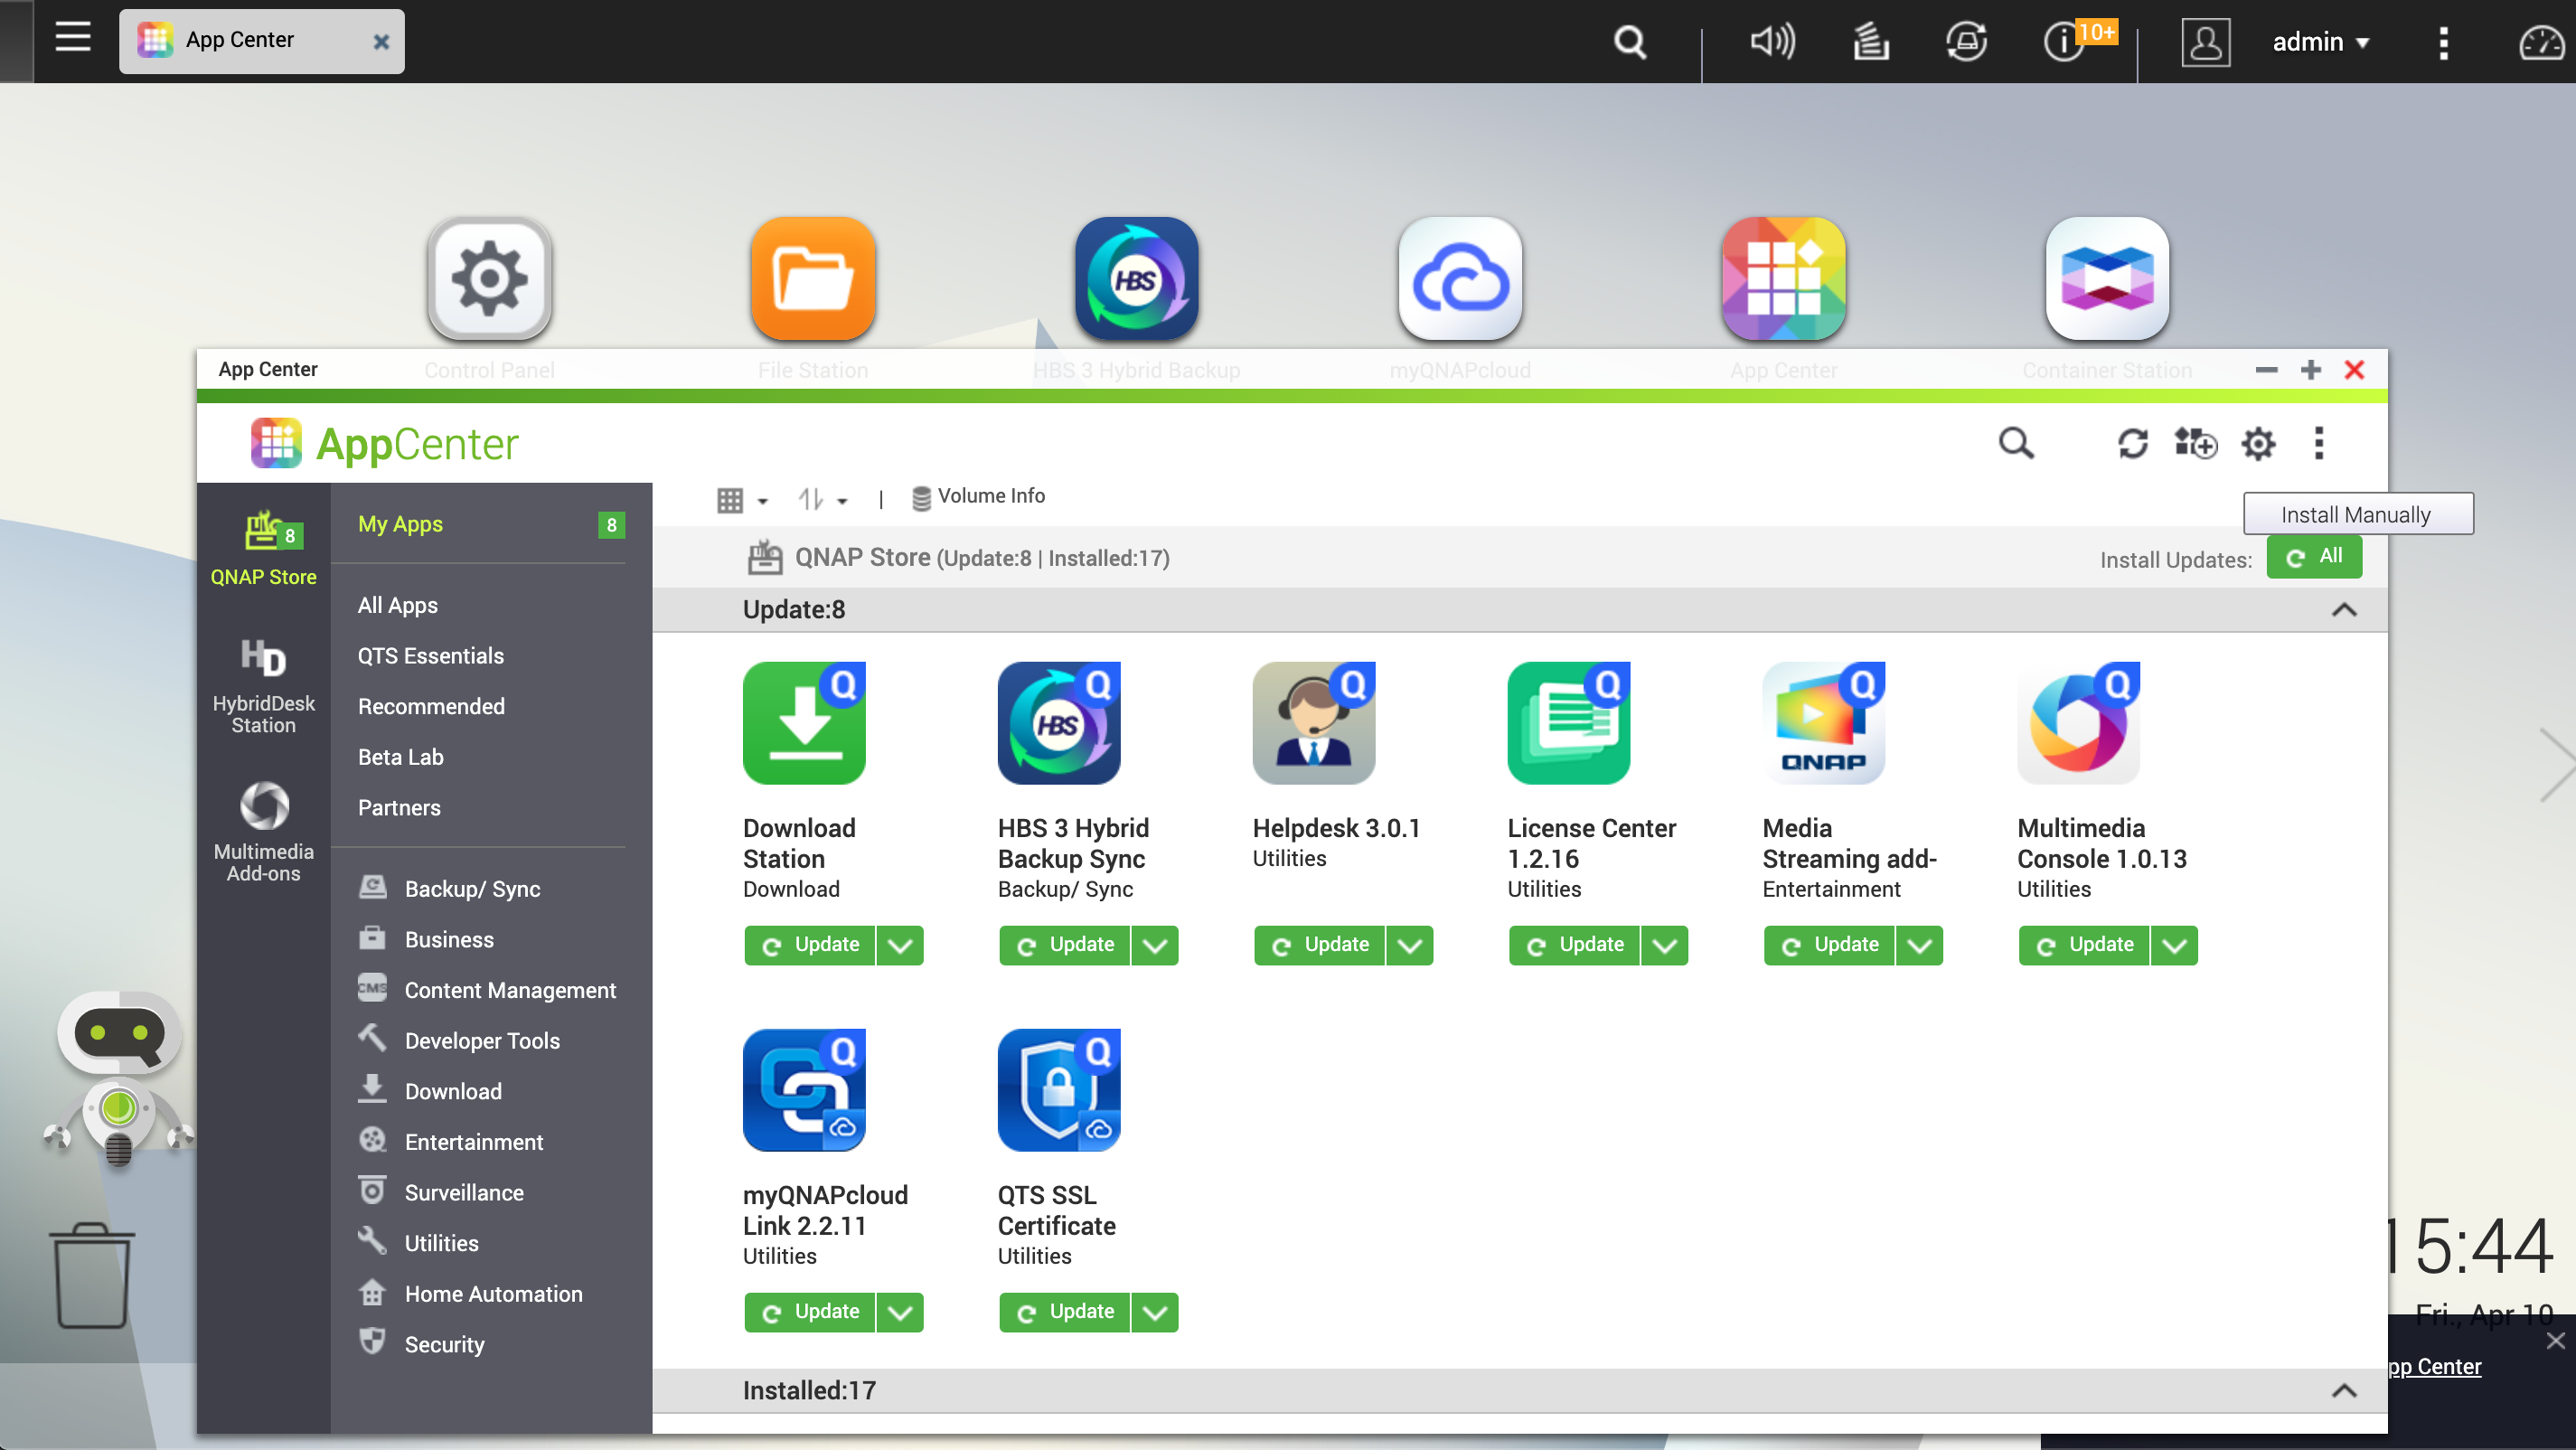 App Center
10+
admin
App Center
Control Panel
File Station
HBS 3 Hybrid Backup
myQNAPcloud
App Center
Container Station
HBS
AppCenter
8
QNAP Store
HD
HybridDesk
Station
Multimedia
Add-ons
My Apps
8
All Apps
QTS Essentials
Recommended
Beta Lab
Partners
Backup/ Sync
Business
CMS
Content Management
Developer Tools
Download
Entertainment
Surveillance
Utilities
Home Automation
Security
| Volume Info
Install Manually
QNAP Store (Update:8 | Installed:17)
Install Updates:
All
Update:8
Q
HBS Q
Q
Q
QNAP Q
Q
Download
Station
Download
Update
HBS 3 Hybrid
Backup Sync
Backup/ Sync
Update
Helpdesk 3.0.1
Utilities
Update
License Center
1.2.16
Utilities
Update
Media
Streaming add-
Entertainment
Update
Multimedia
Console 1.0.13
Utilities
Update
Q
Q
myQNAPcloud
Link 2.2.11
Utilities
Update
QTS SSL
Certificate
Utilities
Update
Installed:17
15:44
Fri., Apr 10
pp Center